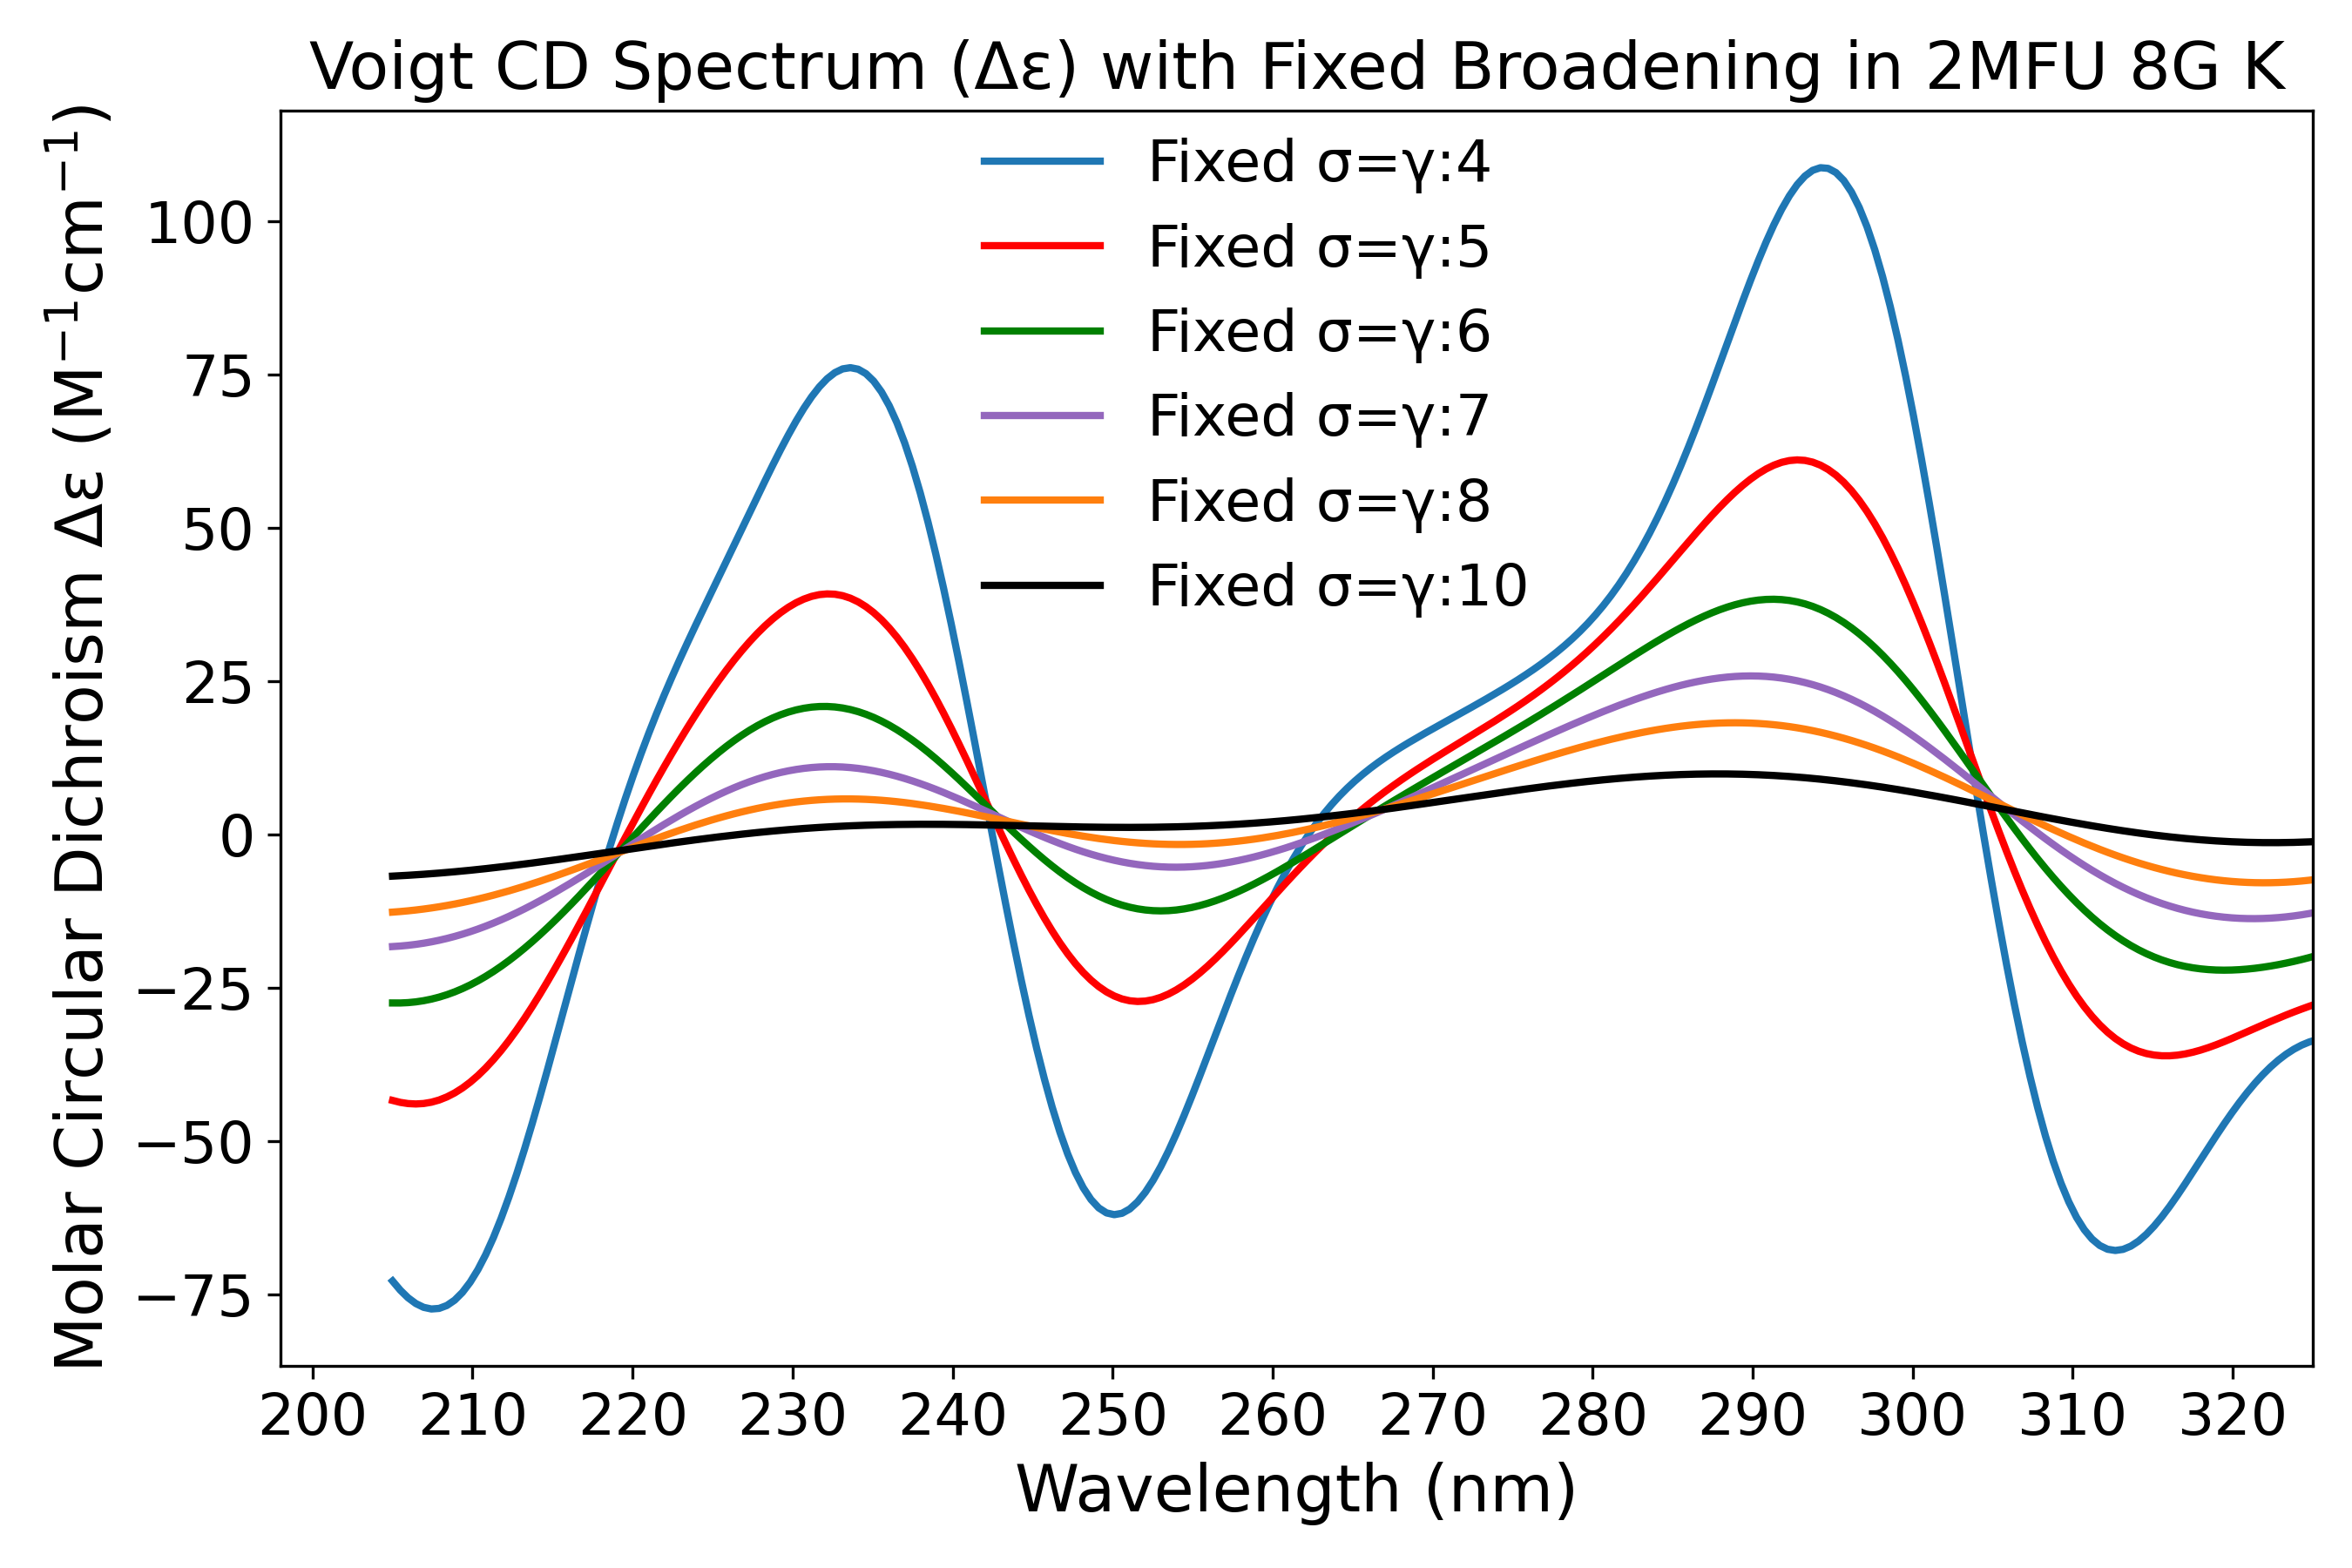 Voigt CD Spectrum (Δε) with Fixed Broadening in 2MFU 8G K
Molar Circular Dichroism Δε (M⁻¹cm⁻¹)
100
75
50
25
0
−25
−50
−75
Fixed σ=γ:4
Fixed σ=γ:5
Fixed σ=γ:6
Fixed σ=γ:7
Fixed σ=γ:8
Fixed σ=γ:10
200 210 220 230 240 250 260 270 280 290 300 310 320
Wavelength (nm)